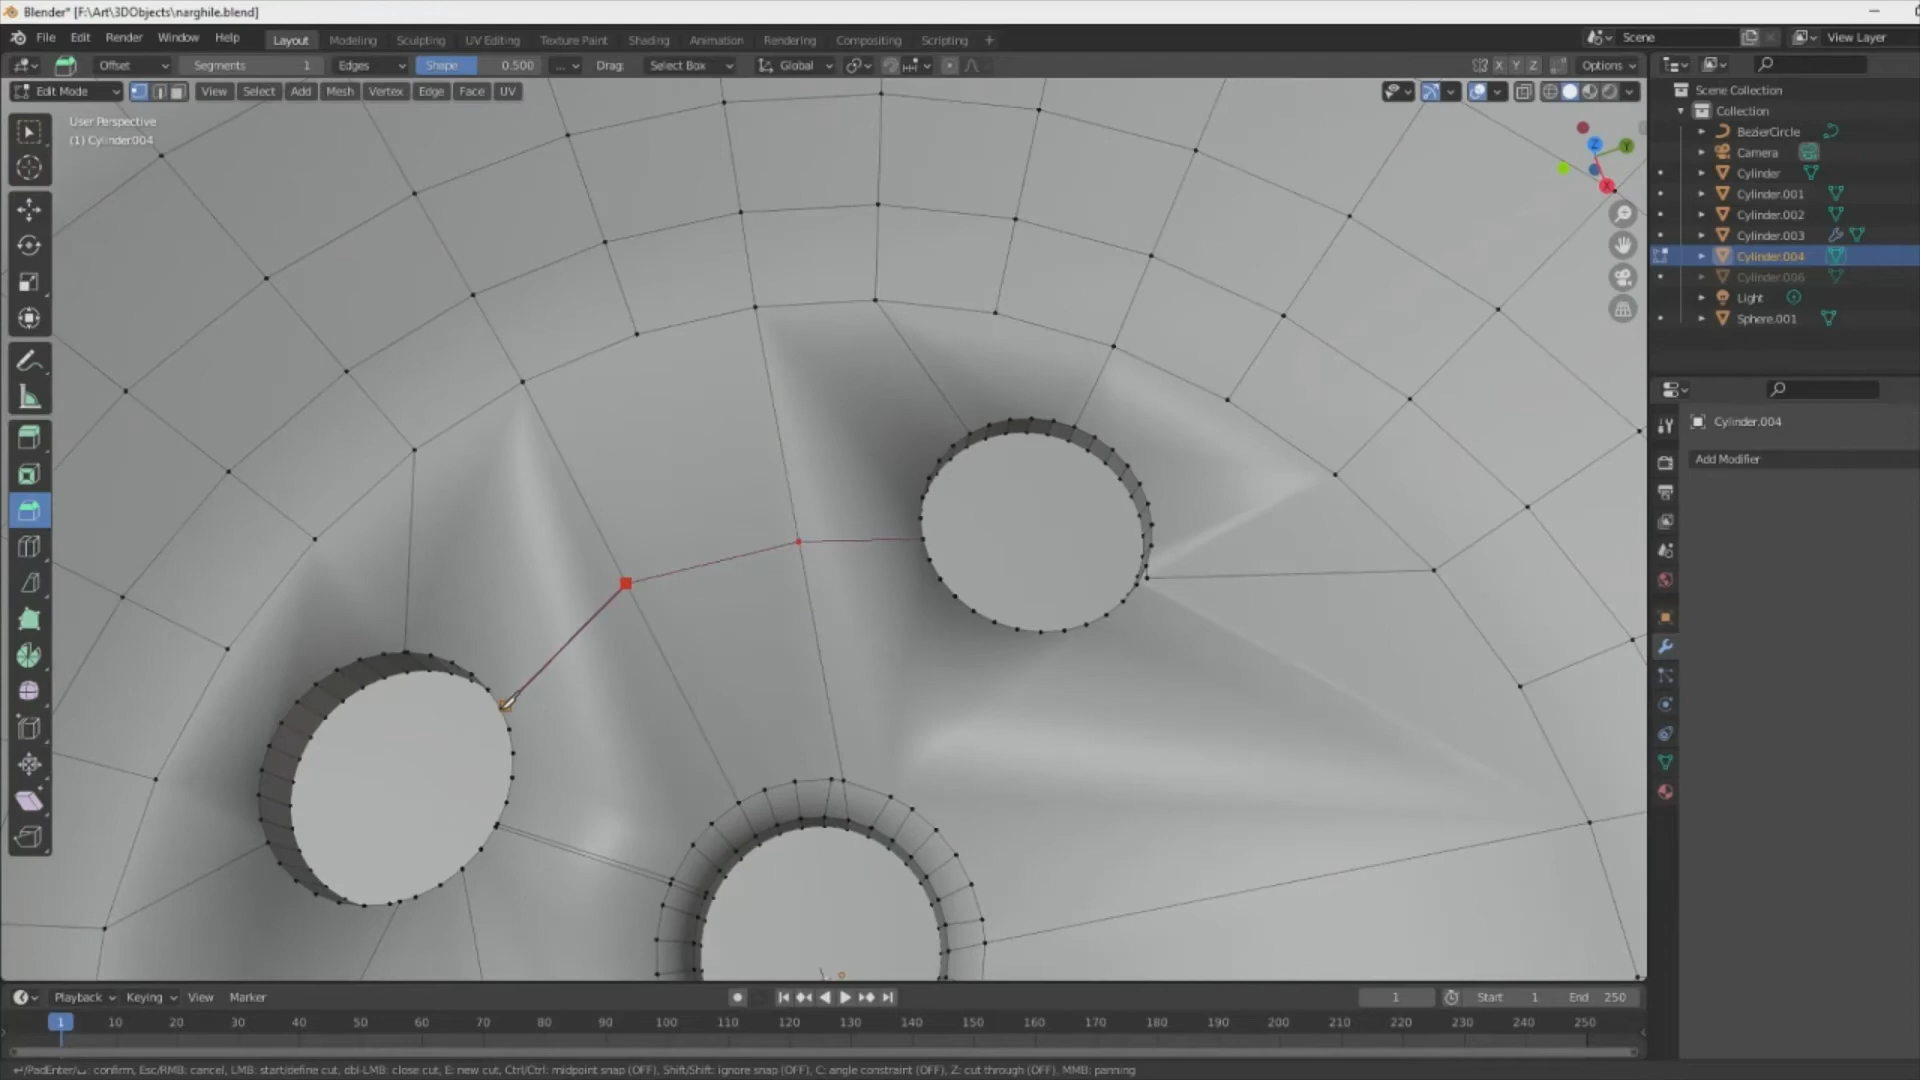 Blender* [F:\Art\3DObjects\narghile.blend]
File Edit Render Window Help Layout Modeling Sculpting UV Editing Texture Paint Shading Animation Rendering Compositing Scripting + Scene View Layer
Offset Segments 1 Edges Shape 0.500 ... Drag: Select Box Global X Y Z Options
Edit Mode View Select Add Mesh Vertex Edge Face UV
User Perspective
(1) Cylinder.004
Z Y X
Scene Collection
Collection
BezierCircle
Camera
Cylinder
Cylinder.001
Cylinder.002
Cylinder.003
Cylinder.004
Cylinder.006
Light
Sphere.001
Cylinder.004
Add Modifier
Playback Keying View Marker 1 Start 1 End 250
1 10 20 30 40 50 60 70 80 90 100 110 120 130 140 150 160 170 180 190 200 210 220 230 240 250
: confirm, Esc/RMB: cancel, LMB: start/define cut, dbl-LMB: close cut, E: new cut, Ctrl/Ctrl: midpoint snap (OFF), Shift/Shift: ignore snap (OFF), C: angle constraint (OFF), Z: cut through (OFF), MMB: panning